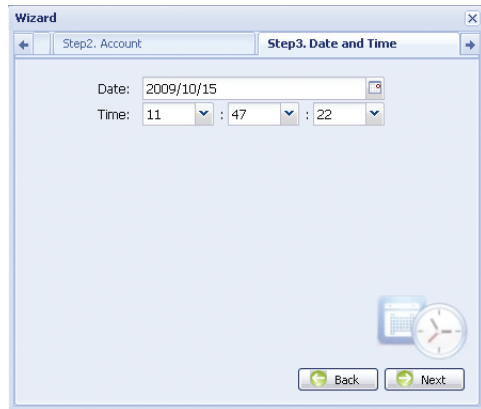 Wizard
Step2. Account Step3. Date and Time
Date: 2009/10/15
Time: 11 : 47 : 22
Back Next